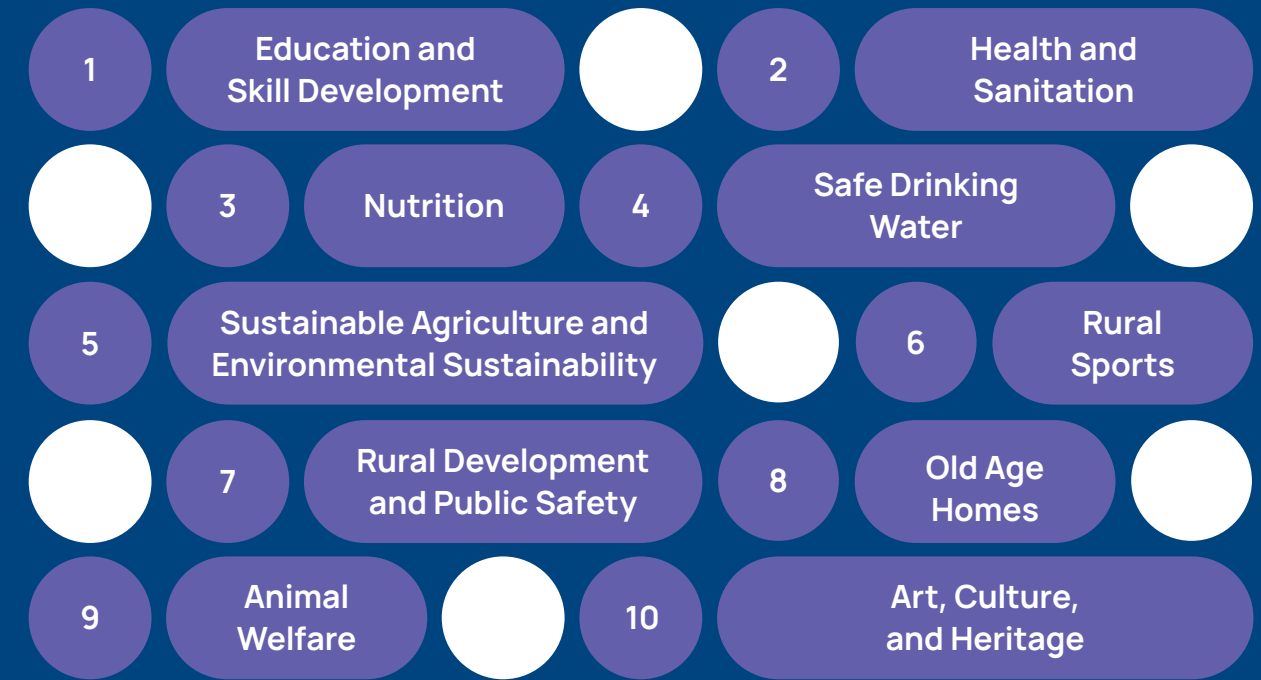 1
Education and
Skill Development
2
Health and
Sanitation
3
Nutrition
4
Safe Drinking
Water
5
Sustainable Agriculture and
Environmental Sustainability
6
Rural
Sports
7
Rural Development
and Public Safety
8
Old Age
Homes
9
Animal
Welfare
10
Art, Culture,
and Heritage